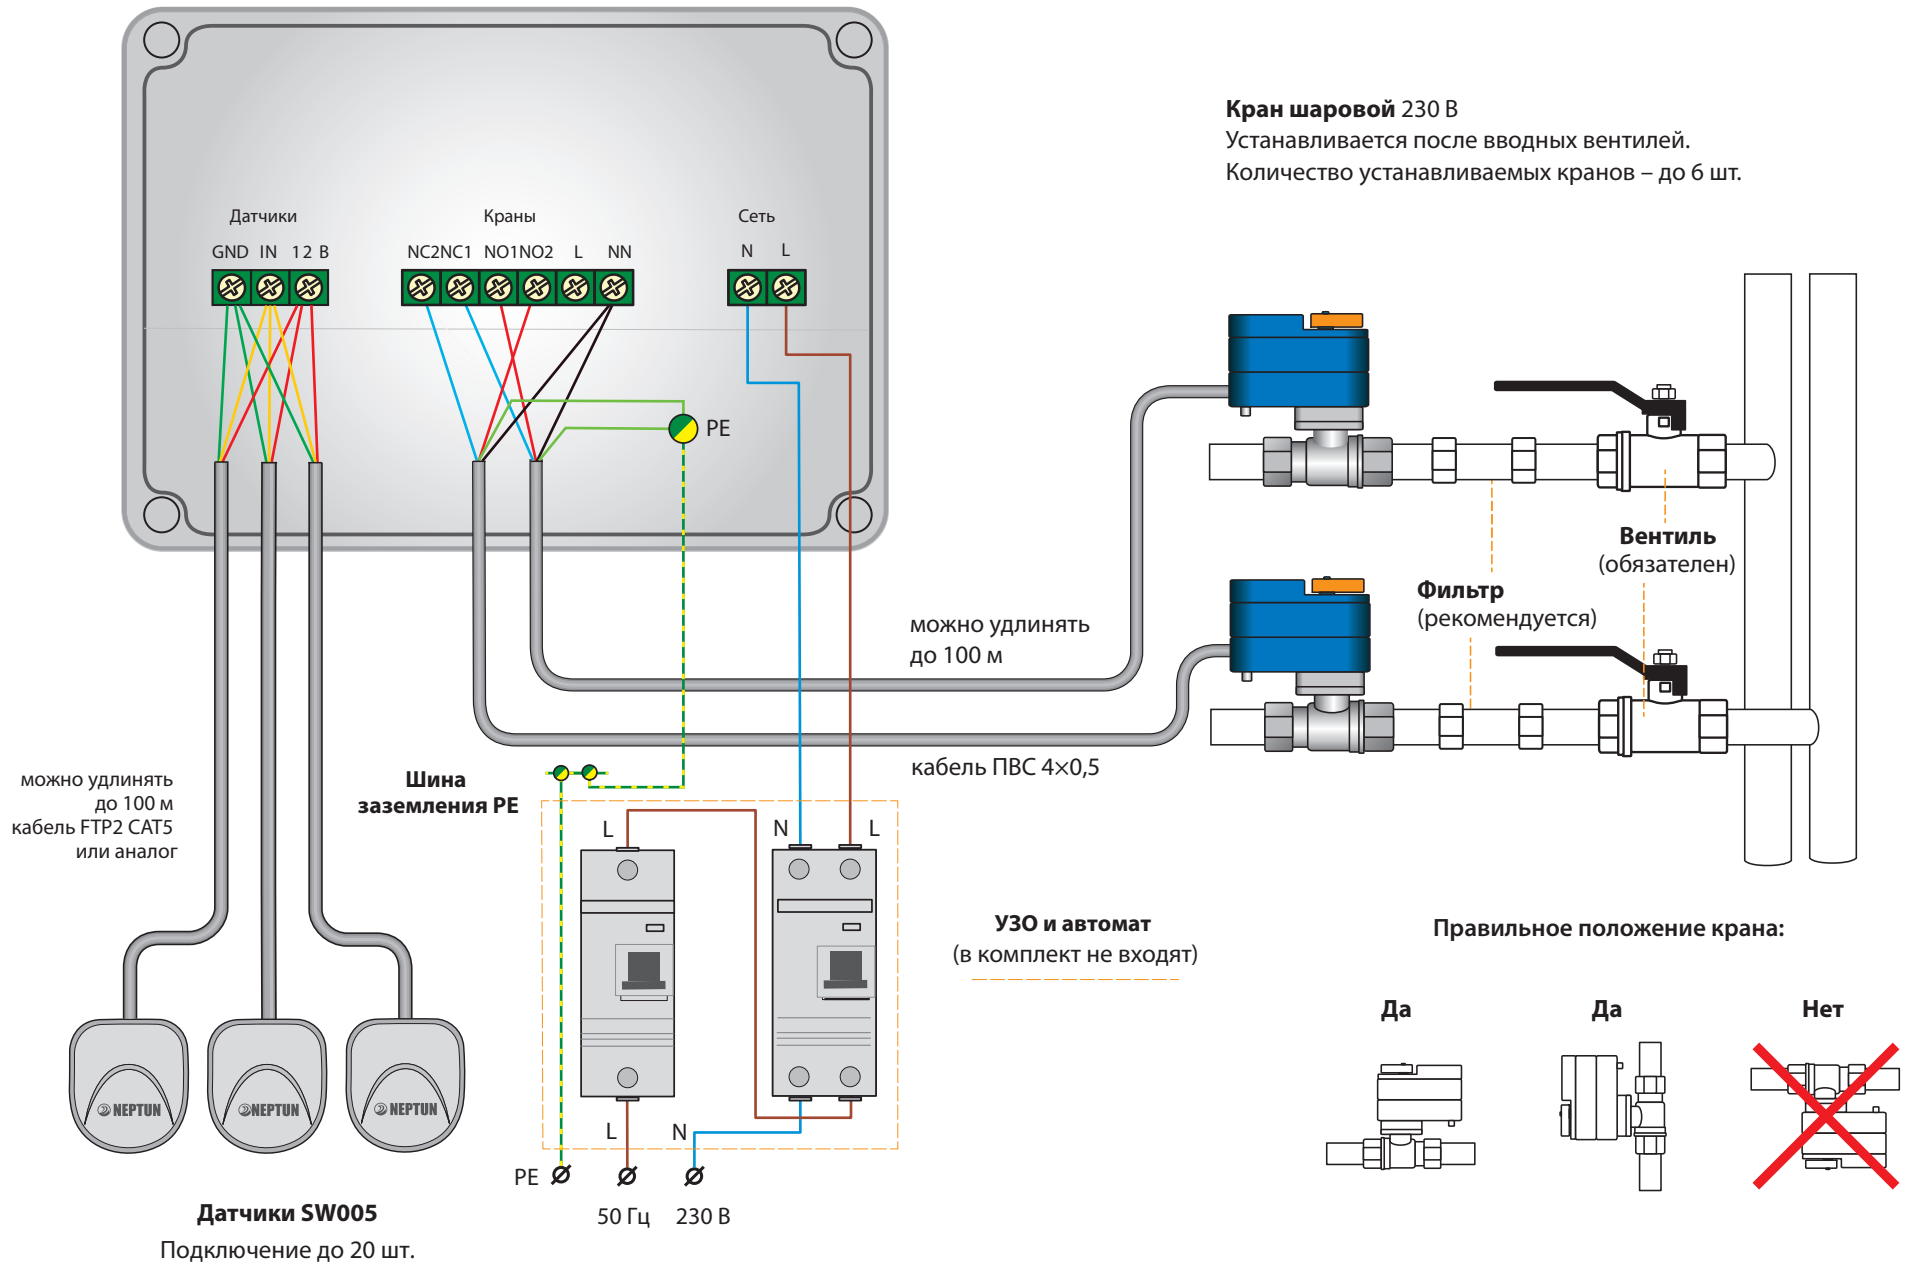 Кран шаровой 230 В
Устанавливается после вводных вентилей.
Количество устанавливаемых кранов – до 6 шт.
Датчики
Краны
Сеть
GND IN 12 В
NC2NC1 NO1NO2 L NN
N L
PE
Вентиль
(обязателен)
Фильтр
(рекомендуется)
можно удлинять
до 100 м
кабель ПВС 4×0,5
можно удлинять
до 100 м
кабель FTP2 CAT5
или аналог
Шина
заземления PE
L
N
L
УЗО и автомат
(в комплект не входят)
Правильное положение крана:
Да
Да
Нет
NEPTUN
NEPTUN
NEPTUN
L
N
PE
50 Гц
230 В
Датчики SW005
Подключение до 20 шт.